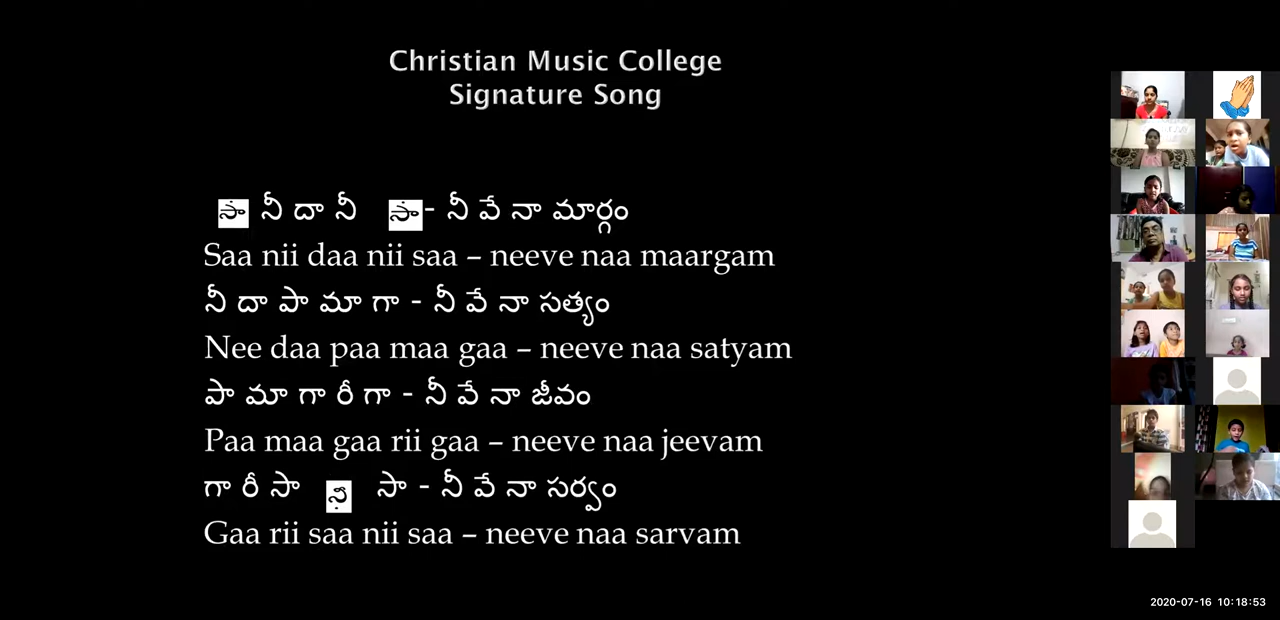 Christian Music College
Signature Song
సా నీ దా నీ సా - నీ వే నా మార్గం
Saa nii daa nii saa – neeve naa maargam
నీ దా పా మా గా - నీ వే నా సత్యం
Nee daa paa maa gaa – neeve naa satyam
పా మా గా రీ గా - నీ వే నా జీవం
Paa maa gaa rii gaa – neeve naa jeevam
గా రీ సా నీ సా - నీ వే నా సర్వం
Gaa rii saa nii saa – neeve naa sarvam
2020-07-16 10:18:53